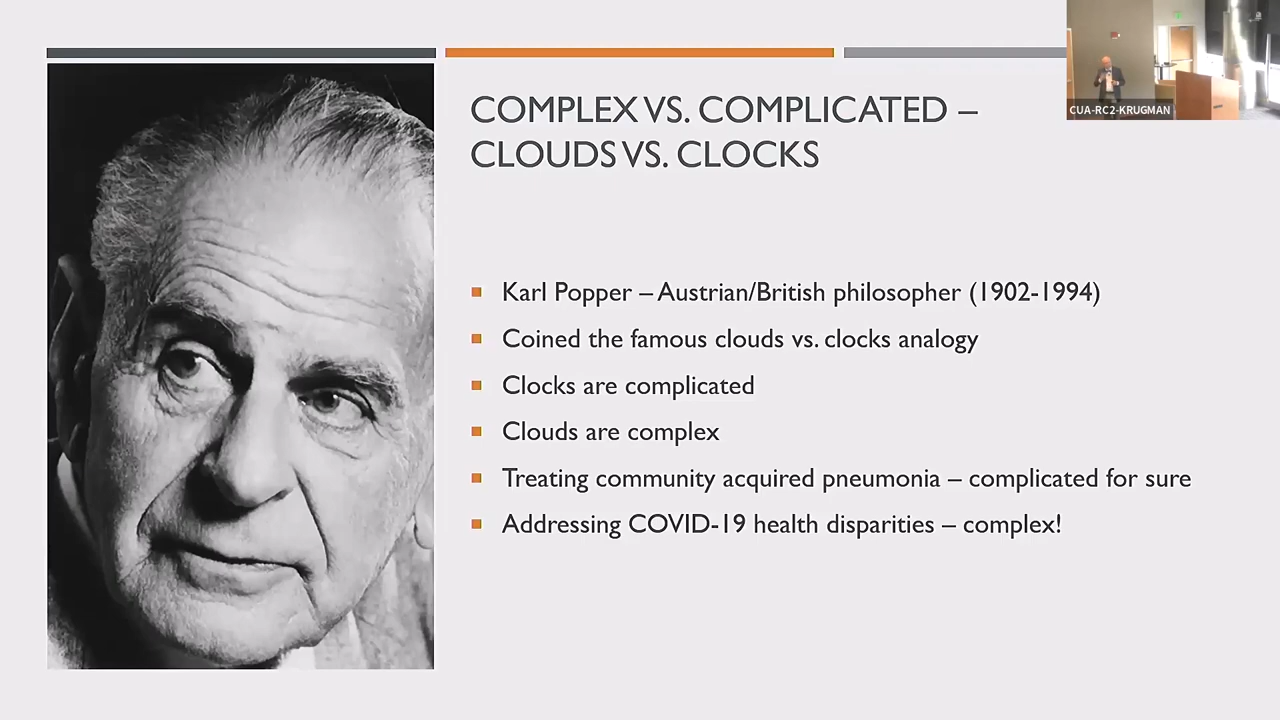 COMPLEX VS. COMPLICATED –
CLOUDS VS. CLOCKS
CUA-RC2-KRUGMAN
Karl Popper – Austrian/British philosopher (1902-1994)
Coined the famous clouds vs. clocks analogy
Clocks are complicated
Clouds are complex
Treating community acquired pneumonia – complicated for sure
Addressing COVID-19 health disparities – complex!